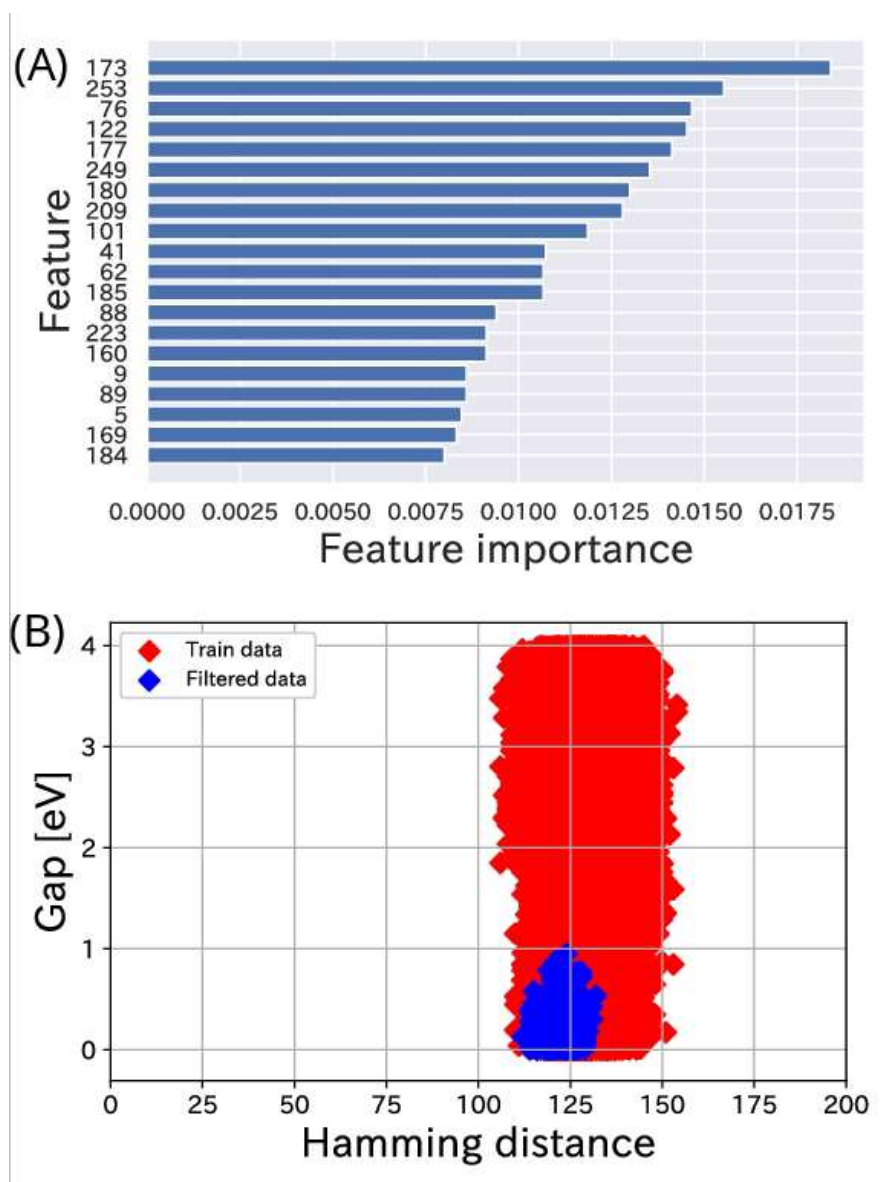 (A)
173
253
76
122
177
249
180
209
101
41
62
185
88
223
160
9
89
5
169
184
Feature
0.0000 0.0025 0.0050 0.0075 0.0100 0.0125 0.0150 0.0175
Feature importance
(B)
Train data
Filtered data
4
3
2
1
0
Gap [eV]
0 25 50 75 100 125 150 175 200
Hamming distance